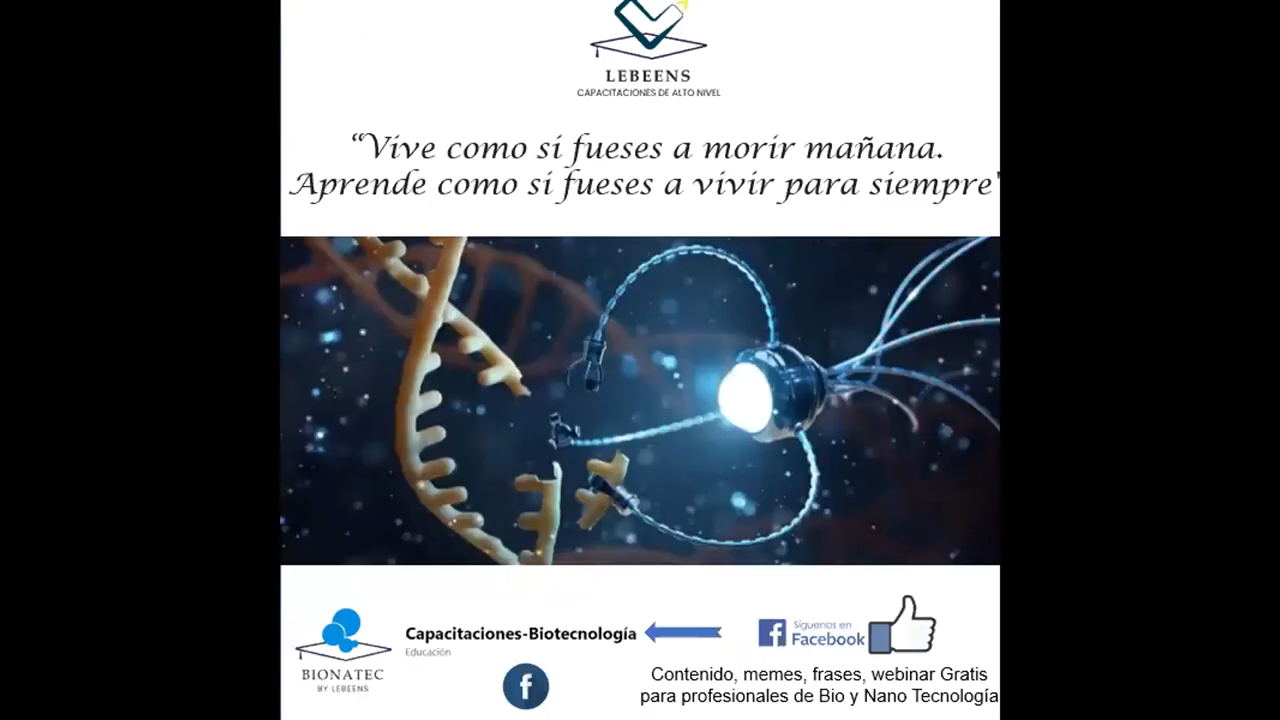 LEBEENS
CAPACITACIONES DE ALTO NIVEL
“Vive como si fueses a morir mañana.
Aprende como si fueses a vivir para siempre"
Capacitaciones-Biotecnología
Educación
Síguenos en
Facebook
BIONATEC
BY LEBEENS
Contenido, memes, frases, webinar Gratis
para profesionales de Bio y Nano Tecnología